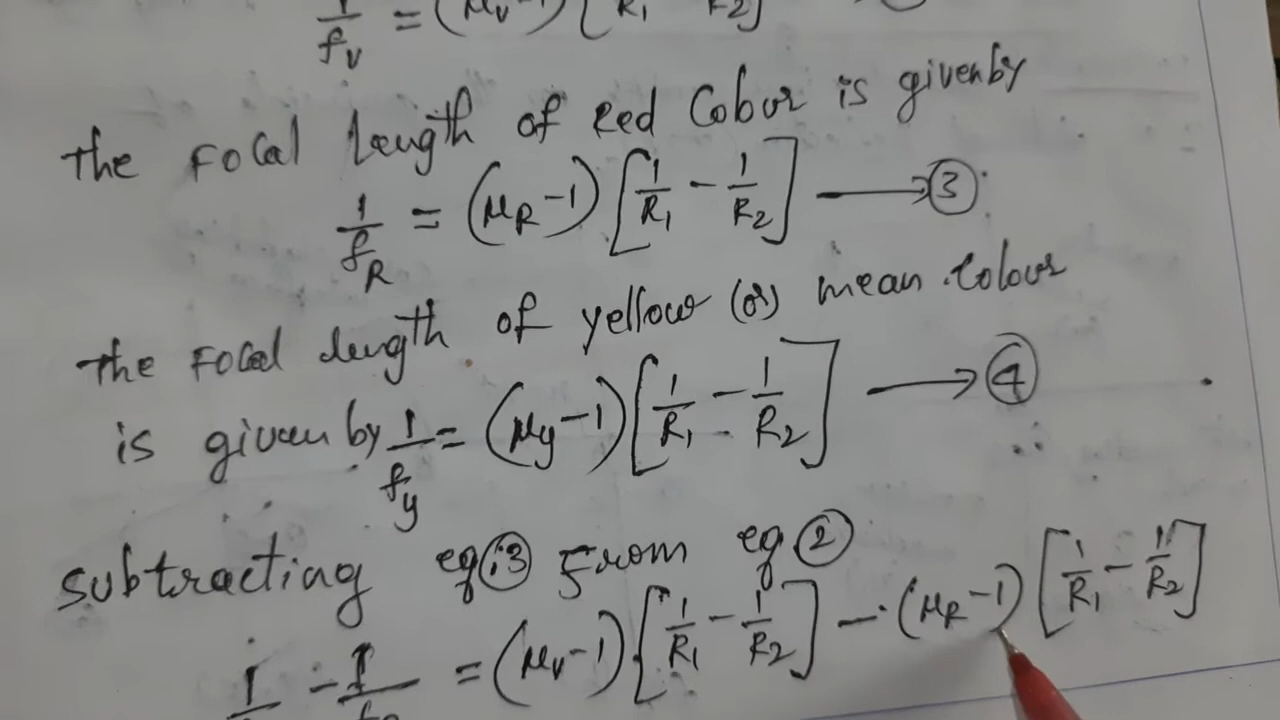 1/f_V = (μ_V-1) [1/R_1 - 1/R_2]
the focal length of Red Colour is given by
1/f_R = (μ_R-1) [1/R_1 - 1/R_2] → ③
the focal length of yellow (or) mean colour
is given by 1/f_y = (μ_y-1) [1/R_1 - 1/R_2] → ④
subtracting eq ③ from eq ②
1/ - 1/f = (μ_V-1) [1/R_1 - 1/R_2] - (μ_R-1) [1/R_1 - 1/R_2]